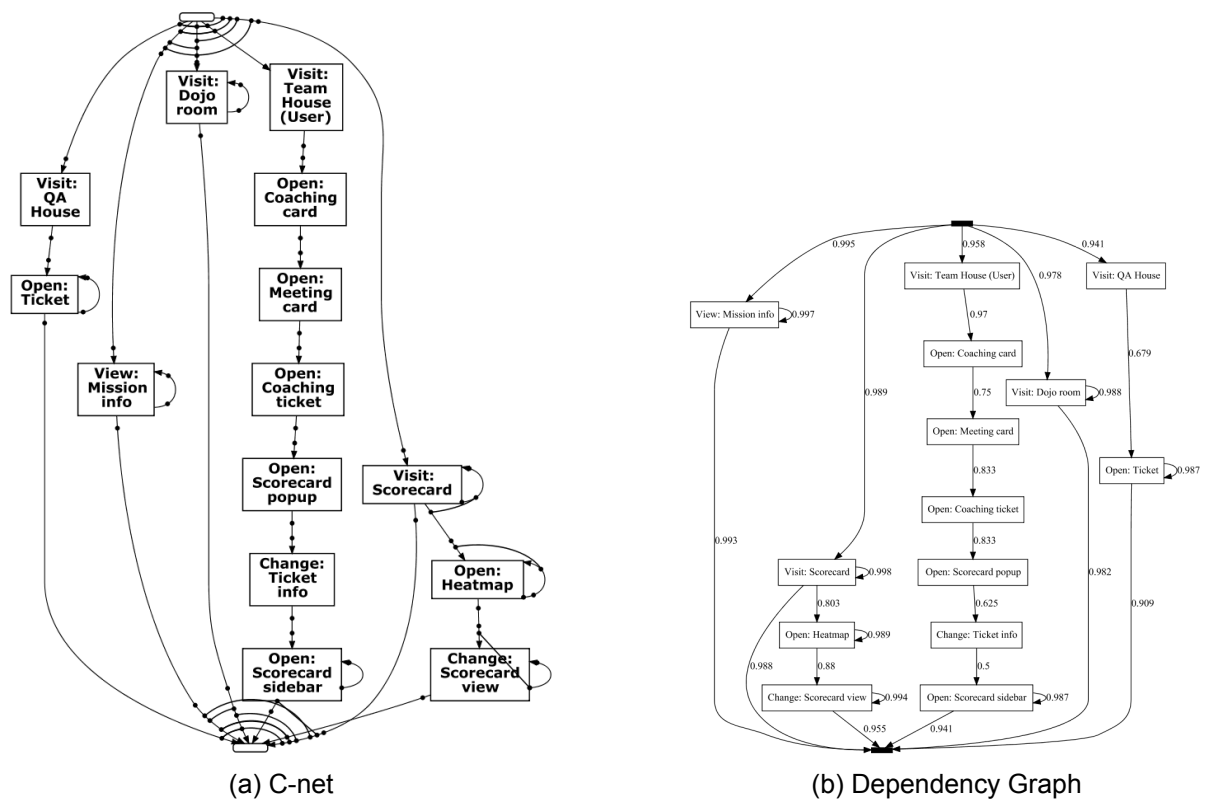 Visit:
Dojo
room
Visit:
Team
House
(User)
Visit:
QA
House
Open:
Coaching
card
Open:
Ticket
Open:
Meeting
card
View:
Mission
info
Open:
Coaching
ticket
Open:
Scorecard
popup
Visit:
Scorecard
Change:
Ticket
info
Open:
Heatmap
Open:
Scorecard
sidebar
Change:
Scorecard
view
(a) C-net
0.995
0.958
0.941
Visit: Team House (User)
0.978
Visit: QA House
View: Mission info
0.997
0.97
Open: Coaching card
0.679
0.989
0.75
Visit: Dojo room
0.988
Open: Meeting card
0.833
Open: Ticket
0.987
Open: Coaching ticket
0.993
0.833
0.982
Visit: Scorecard
0.998
Open: Scorecard popup
0.909
0.803
0.625
Open: Heatmap
0.989
Change: Ticket info
0.988
0.88
0.5
Change: Scorecard view
0.994
Open: Scorecard sidebar
0.987
0.955
0.941
(b) Dependency Graph